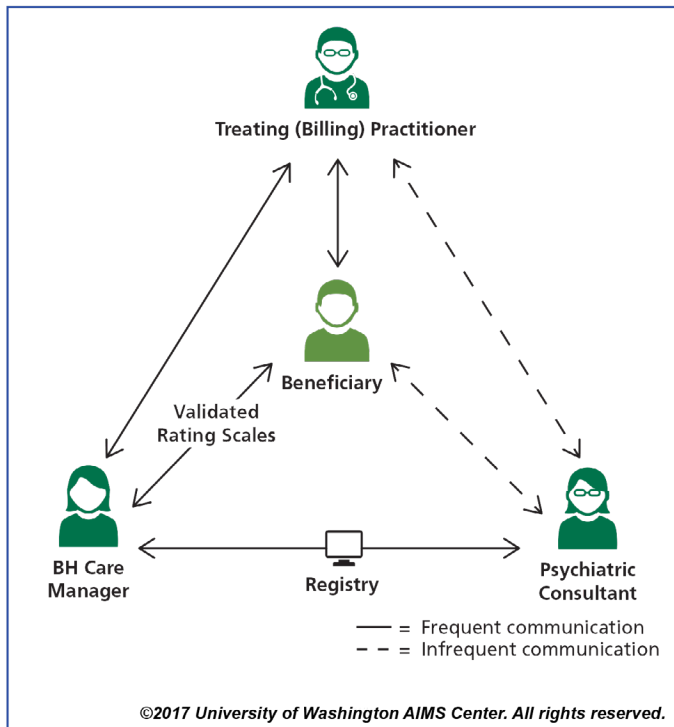 Treating (Billing) Practitioner
Beneficiary
Validated
Rating Scales
BH Care
Manager
Registry
Psychiatric
Consultant
= Frequent communication
= Infrequent communication
©2017 University of Washington AIMS Center. All rights reserved.